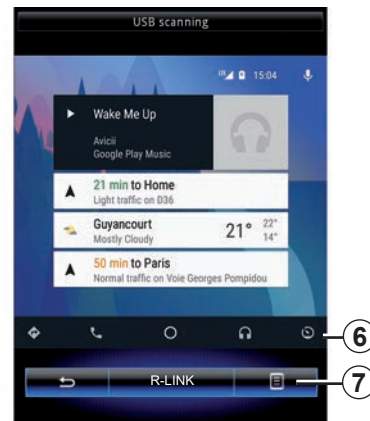 USB scanning
15:04
Wake Me Up
Avicii
Google Play Music
21 min to Home
Light traffic on D36
Guyancourt
Mostly Cloudy
21° 22° 14°
50 min to Paris
Normal traffic on Voie Georges Pompidou
6
R-LINK
7